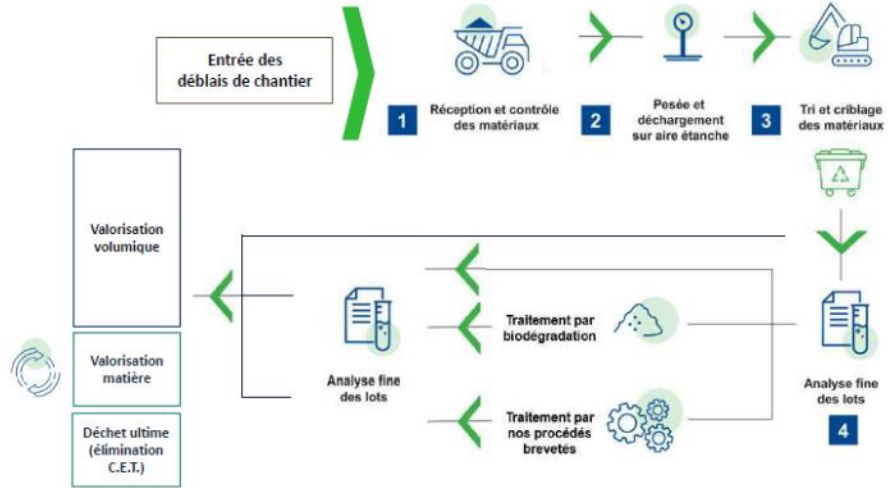 Entrée des
déblais de chantier
1
Réception et contrôle
des matériaux
2
Pesée et
déchargement
sur aire étanche
3
Tri et criblage
des matériaux
Valorisation
volumique
Valorisation
matière
Déchet ultime
(élimination
C.E.T.)
Analyse fine
des lots
Traitement par
biodégradation
Traitement par
nos procédés
brevetés
Analyse fine
des lots
4